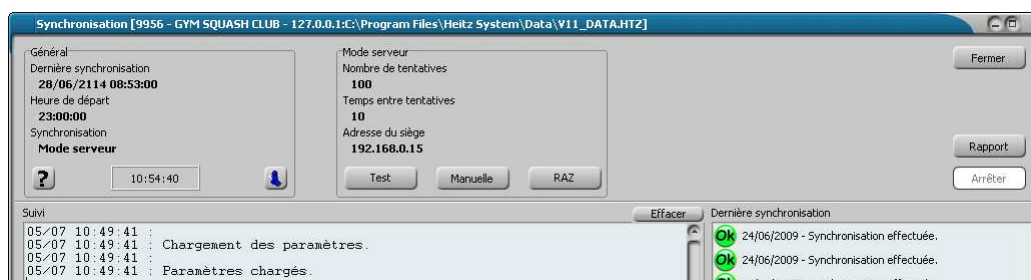 Synchronisation [9956 - GYM SQUASH CLUB - 127.0.0.1:C:\Program Files\Heitz System\Data\V11_DATA.HTZ]
Général
Dernière synchronisation
28/06/2114 08:53:00
Heure de départ
23:00:00
Synchronisation
Mode serveur
?
10:54:40
Mode serveur
Nombre de tentatives
100
Temps entre tentatives
10
Adresse du siège
192.168.0.15
Test
Manuelle
RAZ
Fermer
Rapport
Arrêter
Suivi
Effacer
05/07 10:49:41 :
05/07 10:49:41 : Chargement des paramètres.
05/07 10:49:41 :
05/07 10:49:41 : Paramètres chargés.
Dernière synchronisation
Ok 24/06/2009 - Synchronisation effectuée.
Ok 24/06/2009 - Synchronisation effectuée.